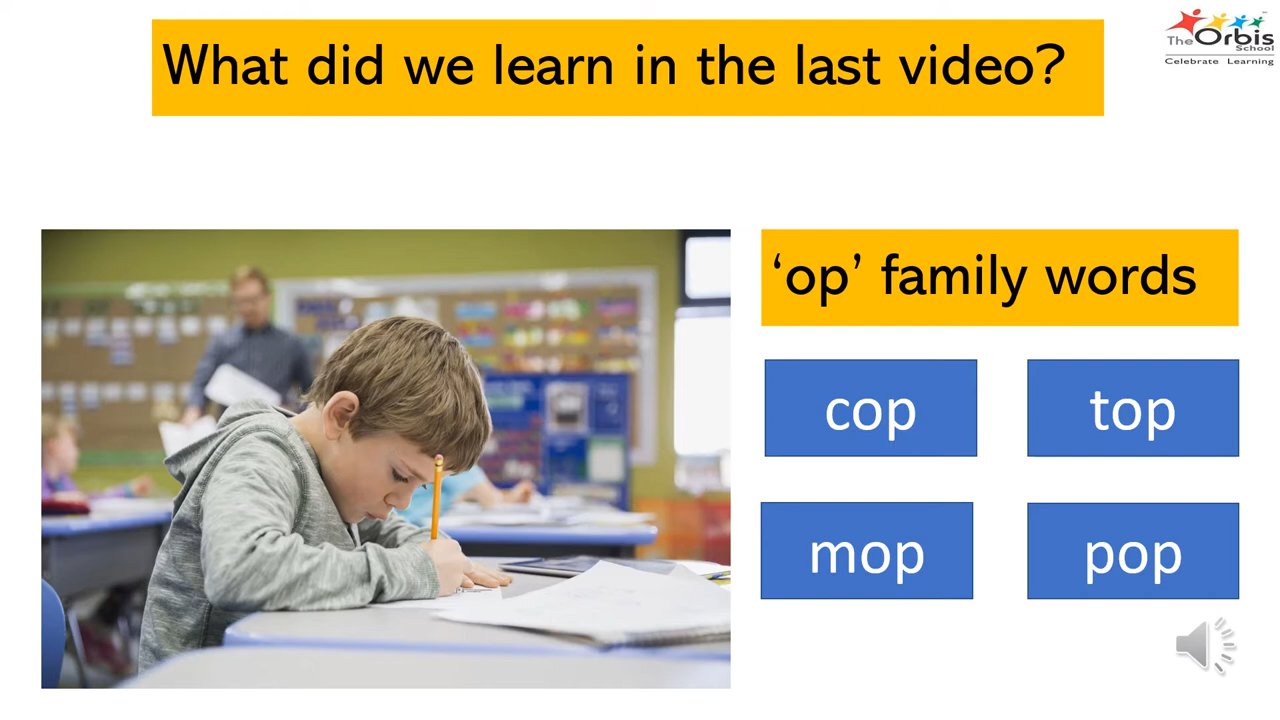 What did we learn in the last video?
The Orbis
School
Celebrate Learning
'op' family words
cop
top
mop
pop